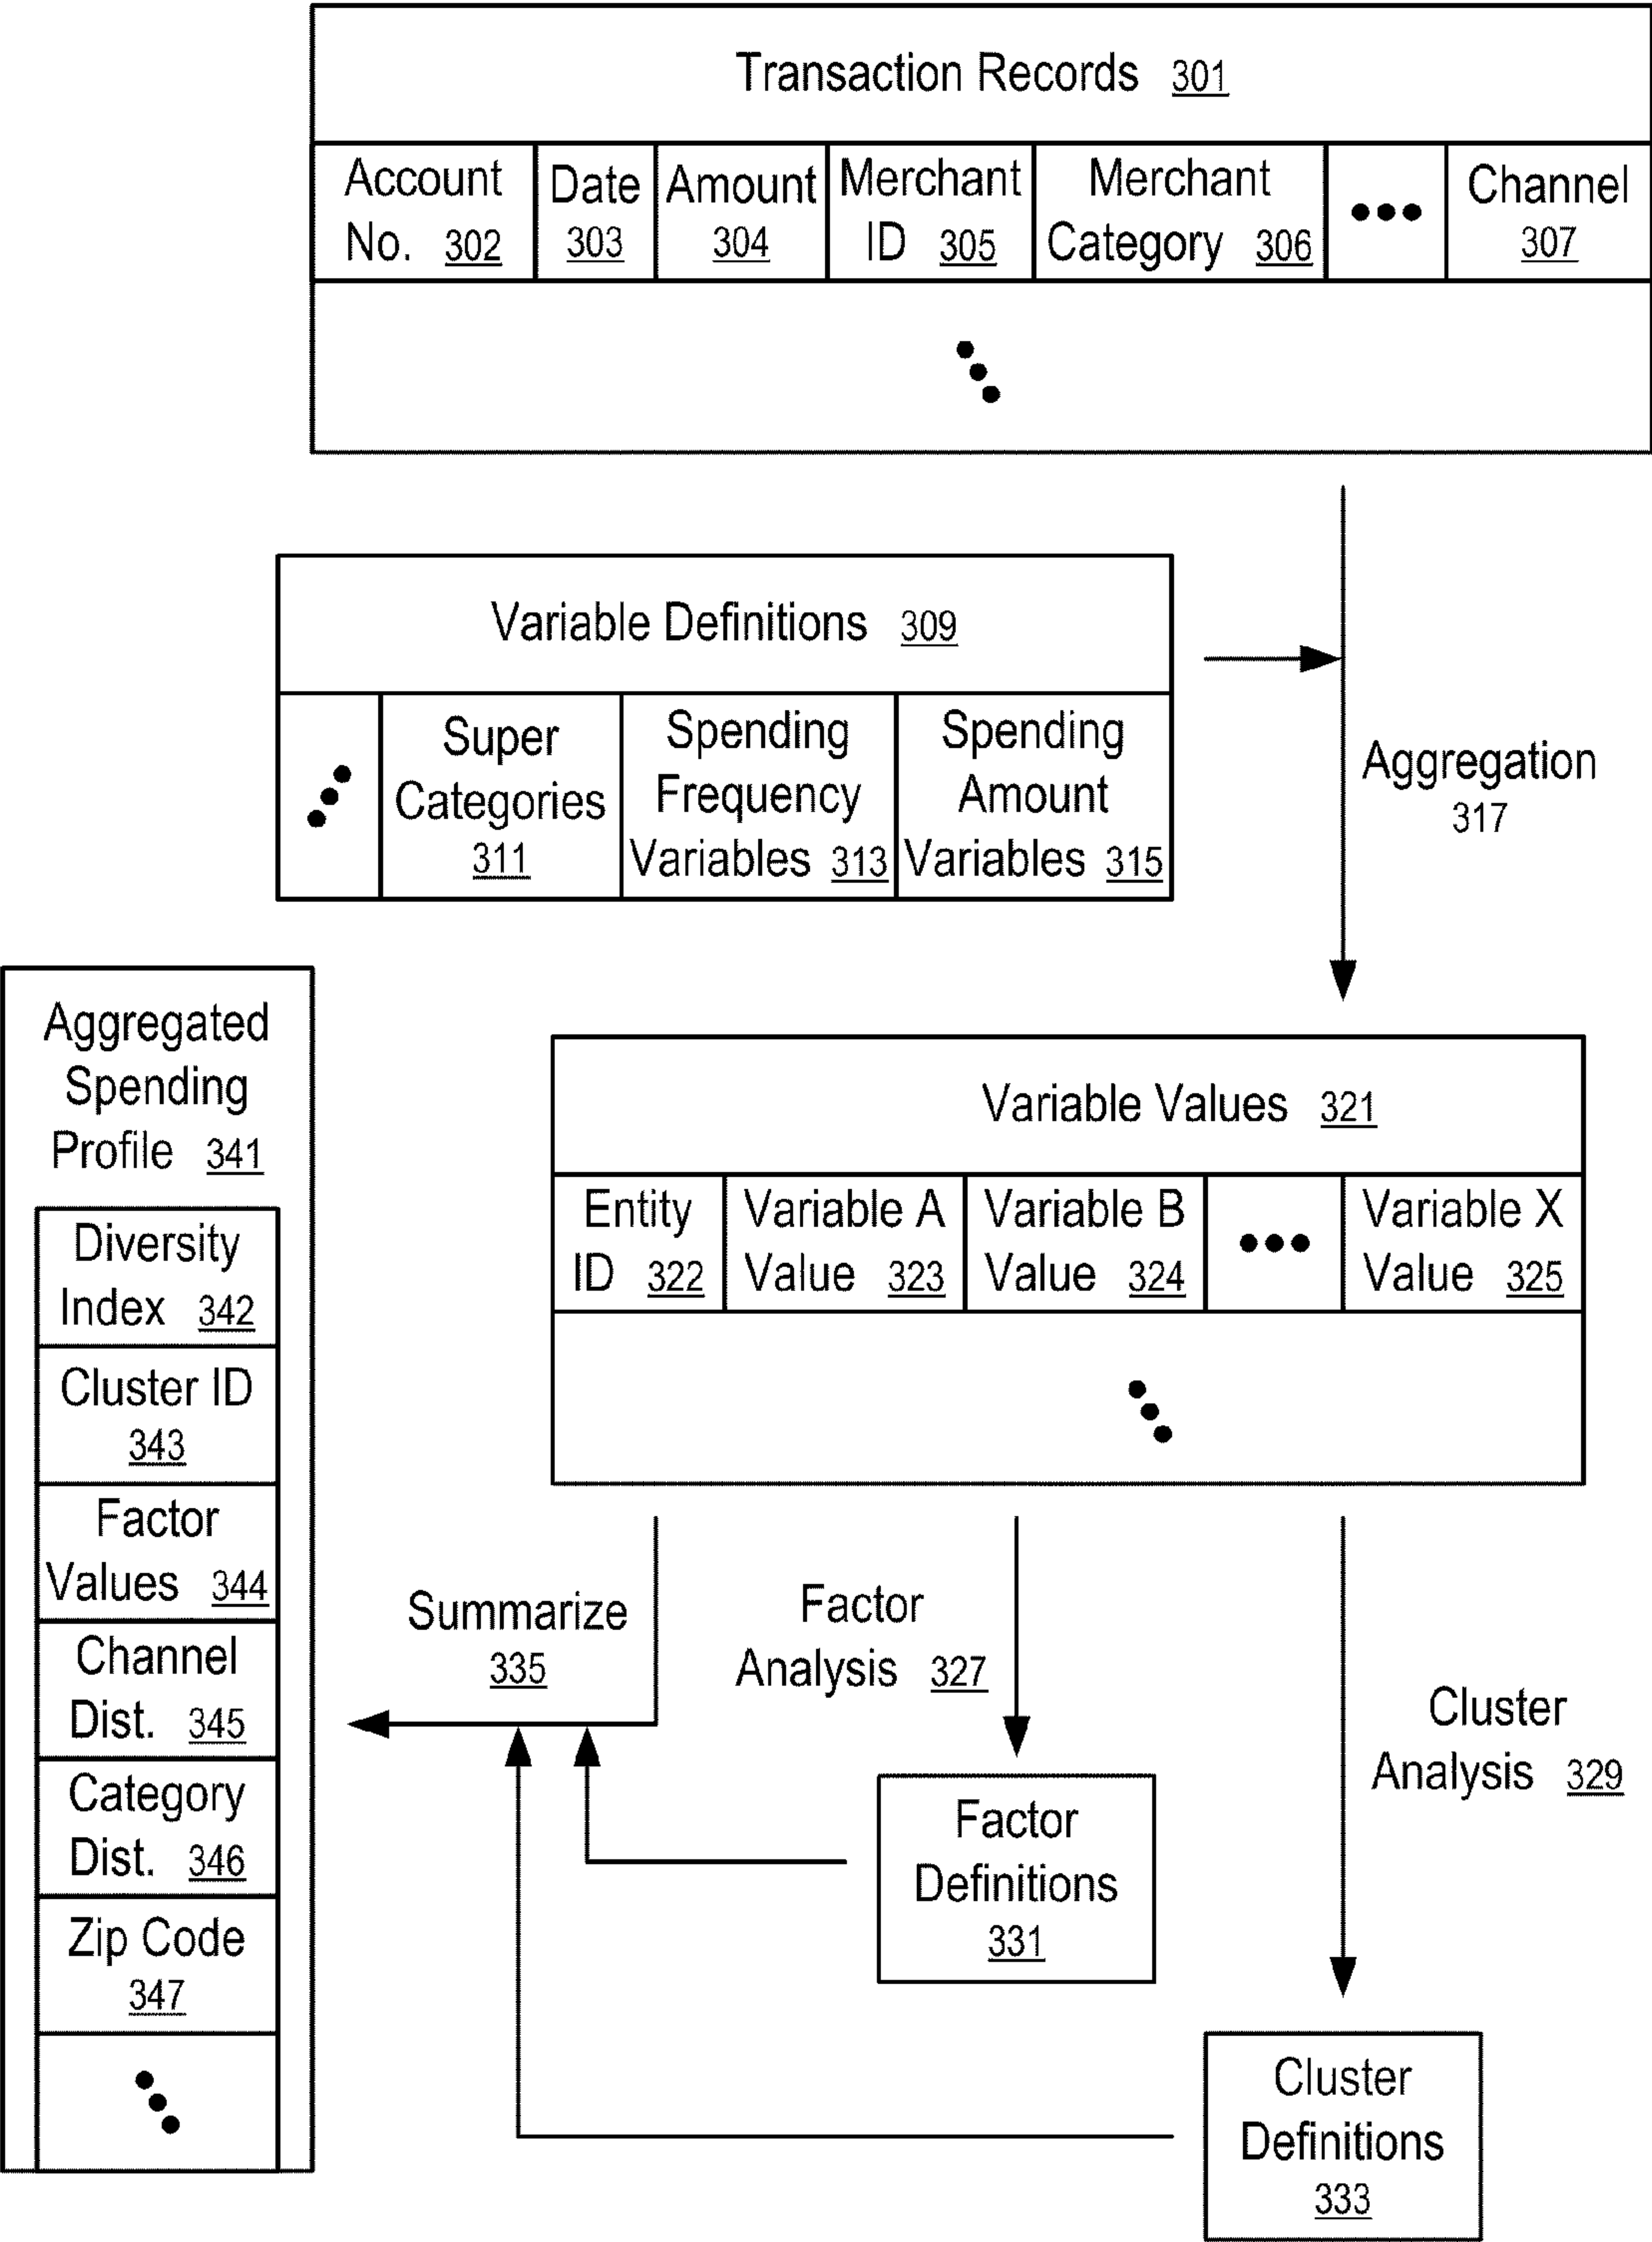 Transaction Records 301
Account
No. 302
Date
303
Amount
304
Merchant
ID 305
Merchant
Category 306
Channel
307
Variable Definitions 309
Super
Categories
311
Spending
Frequency
Variables 313
Spending
Amount
Variables 315
Aggregation
317
Aggregated
Spending
Profile 341
Diversity
Index 342
Cluster ID
343
Factor
Values 344
Channel
Dist. 345
Category
Dist. 346
Zip Code
347
Variable Values 321
Entity
ID 322
Variable A
Value 323
Variable B
Value 324
Variable X
Value 325
Summarize
335
Factor
Analysis 327
Cluster
Analysis 329
Factor
Definitions
331
Cluster
Definitions
333